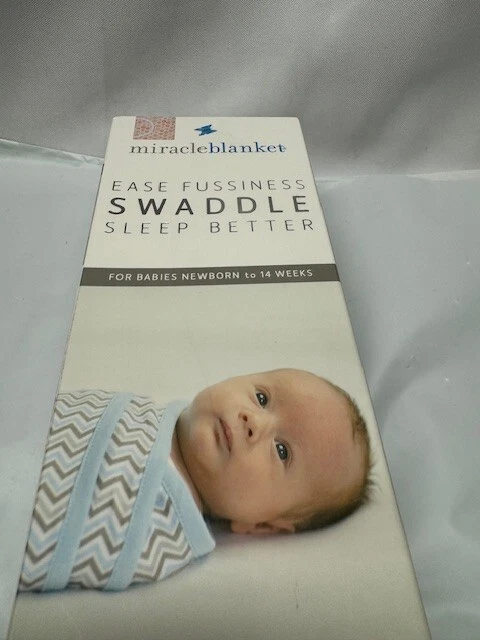 miracleblanket
EASE FUSSINESS
SWADDLE
SLEEP BETTER
FOR BABIES NEWBORN to 14 WEEKS